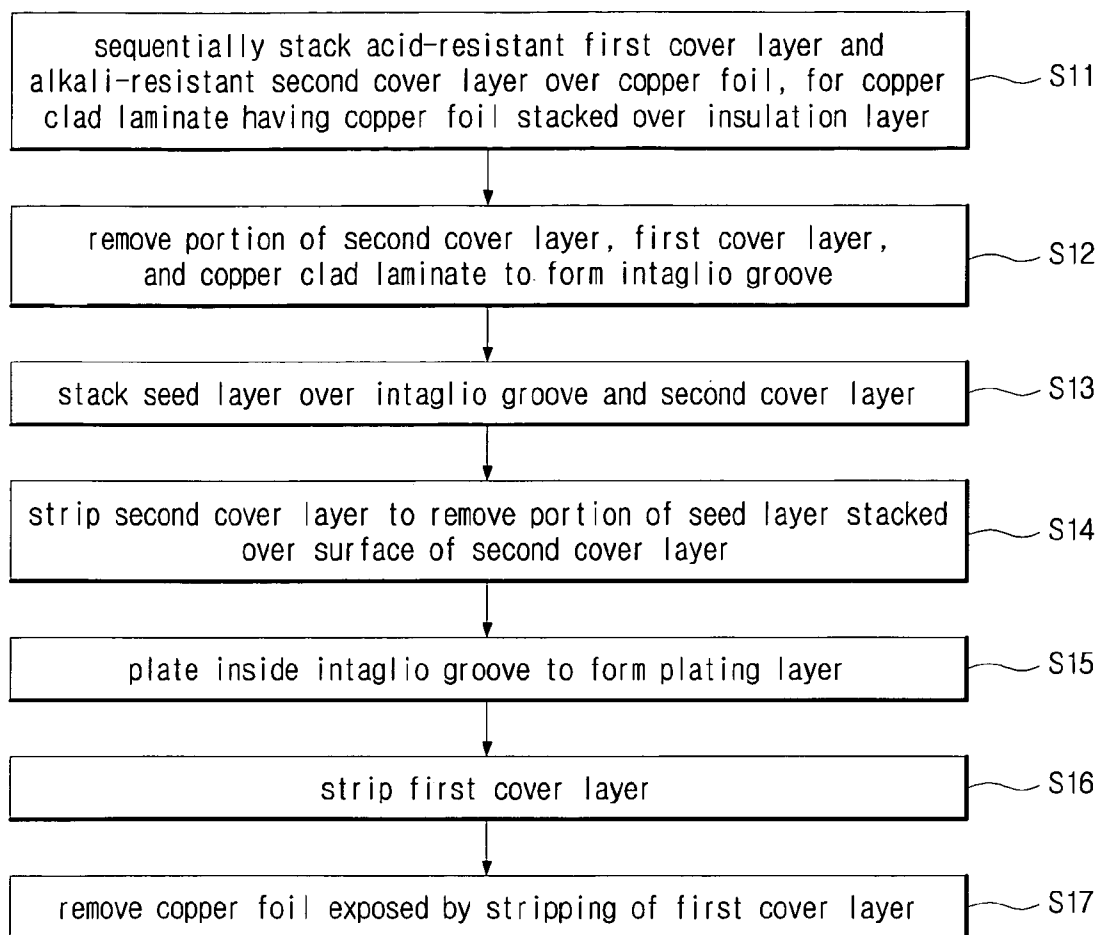 sequentially stack acid-resistant first cover layer and
alkali-resistant second cover layer over copper foil, for copper
clad laminate having copper foil stacked over insulation layer
S11
remove portion of second cover layer, first cover layer,
and copper clad laminate to form intaglio groove
S12
stack seed layer over intaglio groove and second cover layer
S13
strip second cover layer to remove portion of seed layer stacked
over surface of second cover layer
S14
plate inside intaglio groove to form plating layer
S15
strip first cover layer
S16
remove copper foil exposed by stripping of first cover layer
S17